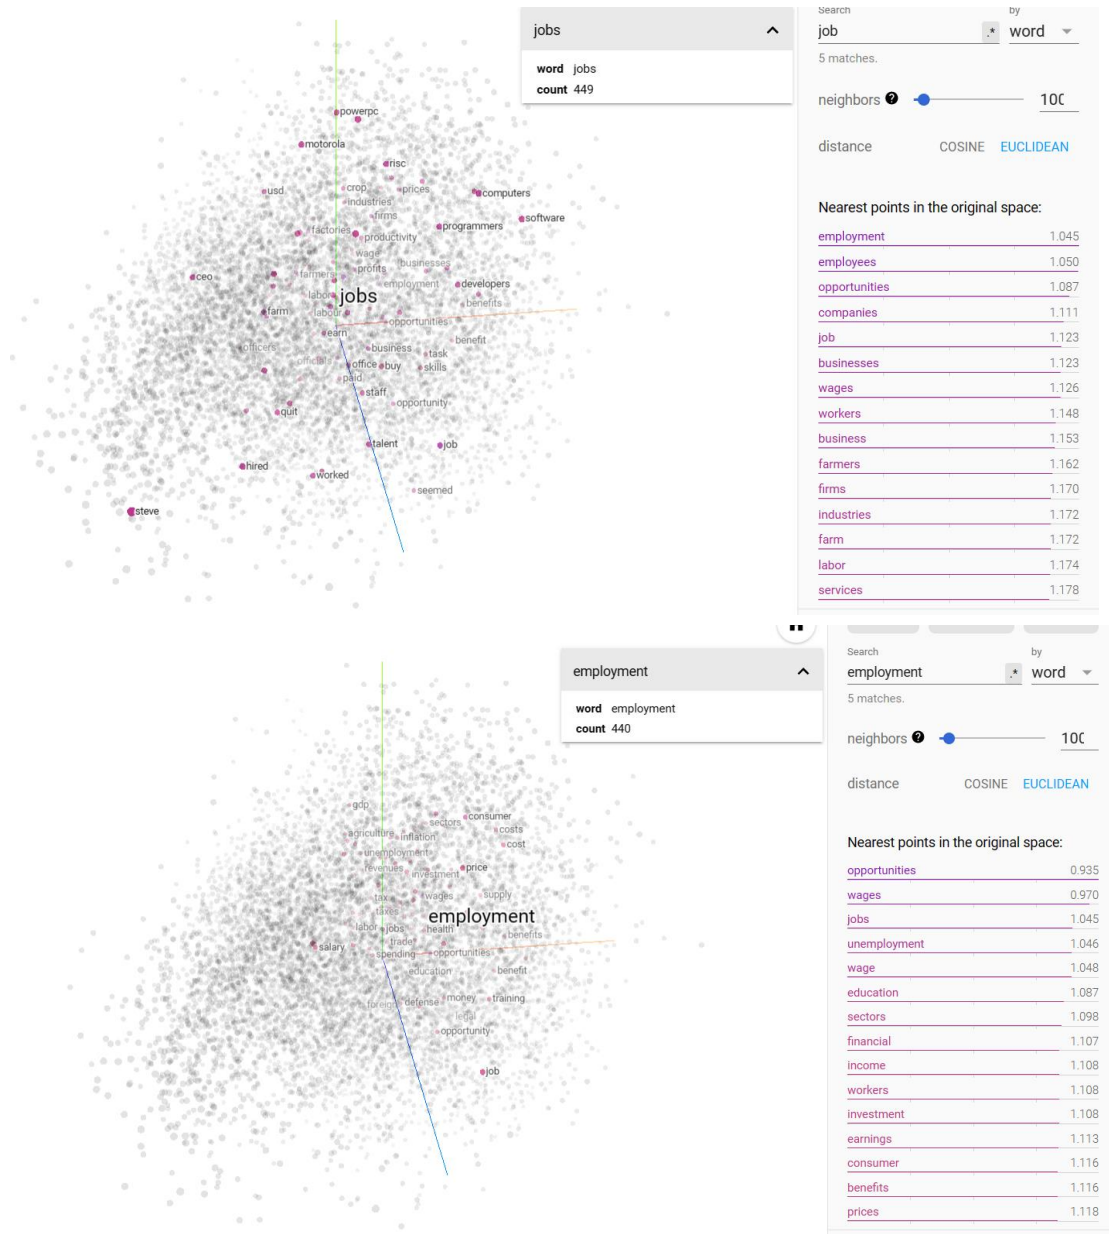 jobs
word jobs
count 449
Search
by
job
.*
word
5 matches.
neighbors
distance
COSINE
EUCLIDEAN
Nearest points in the original space:
employment 1.045
employees 1.050
opportunities 1.087
companies 1.111
job 1.123
businesses 1.123
wages 1.126
workers 1.148
business 1.153
farmers 1.162
firms 1.170
industries 1.172
farm 1.172
labor 1.174
services 1.178
powerpc
motorola
risc
usd
crop
prices
computers
industries
firms
software
factories
programmers
productivity
wage
businesses
ceo
farmers
profits
employment
developers
labor
jobs
benefits
farm
labour
opportunities
earn
benefit
officers
business
task
officials
office
buy
skills
paid
staff
quit
opportunity
talent
job
hired
worked
seemed
steve
employment
word employment
count 440
Search
by
employment
.*
word
5 matches.
neighbors
distance
COSINE
EUCLIDEAN
Nearest points in the original space:
opportunities 0.935
wages 0.970
jobs 1.045
unemployment 1.046
wage 1.048
education 1.087
sectors 1.098
financial 1.107
income 1.108
workers 1.108
investment 1.108
earnings 1.113
consumer 1.116
benefits 1.116
prices 1.118
gdp
consumer
sectors
costs
agriculture
inflation
cost
unemployment
revenues
price
investment
tax
wages
supply
taxes
employment
labor
jobs
health
benefits
salary
trade
spending
opportunities
education
benefit
foreign
defense
money
training
legal
opportunity
job